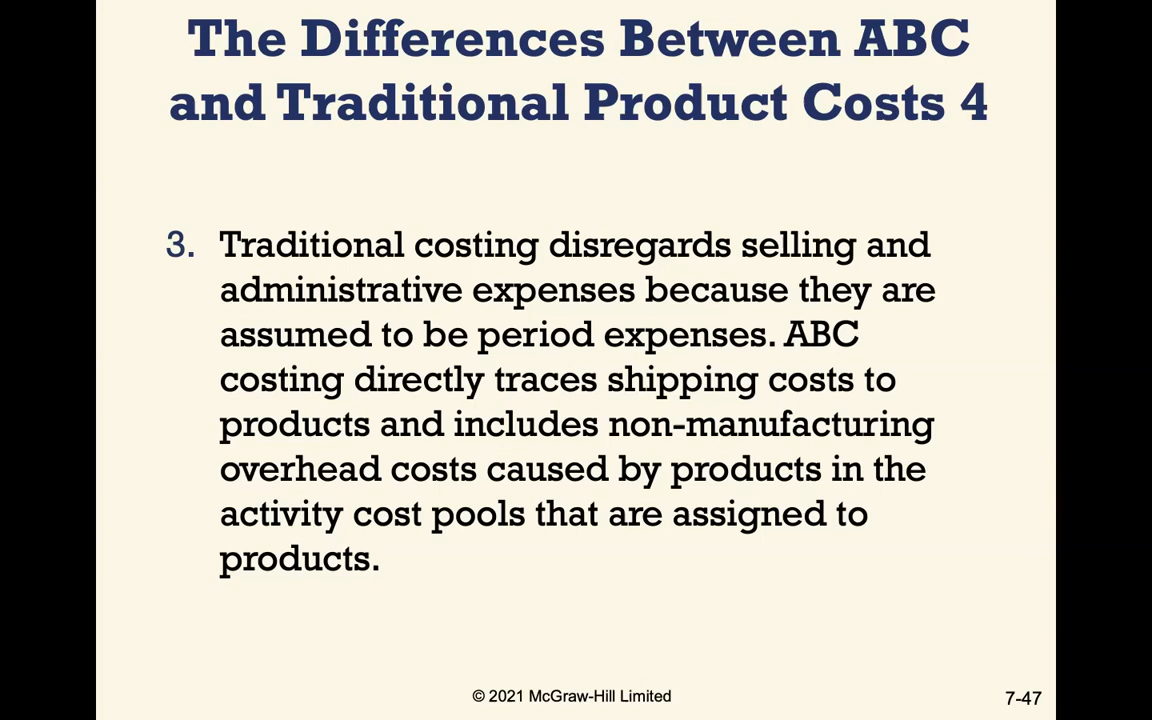 The Differences Between ABC
and Traditional Product Costs 4
3. Traditional costing disregards selling and
administrative expenses because they are
assumed to be period expenses. ABC
costing directly traces shipping costs to
products and includes non-manufacturing
overhead costs caused by products in the
activity cost pools that are assigned to
products.
© 2021 McGraw-Hill Limited
7-47